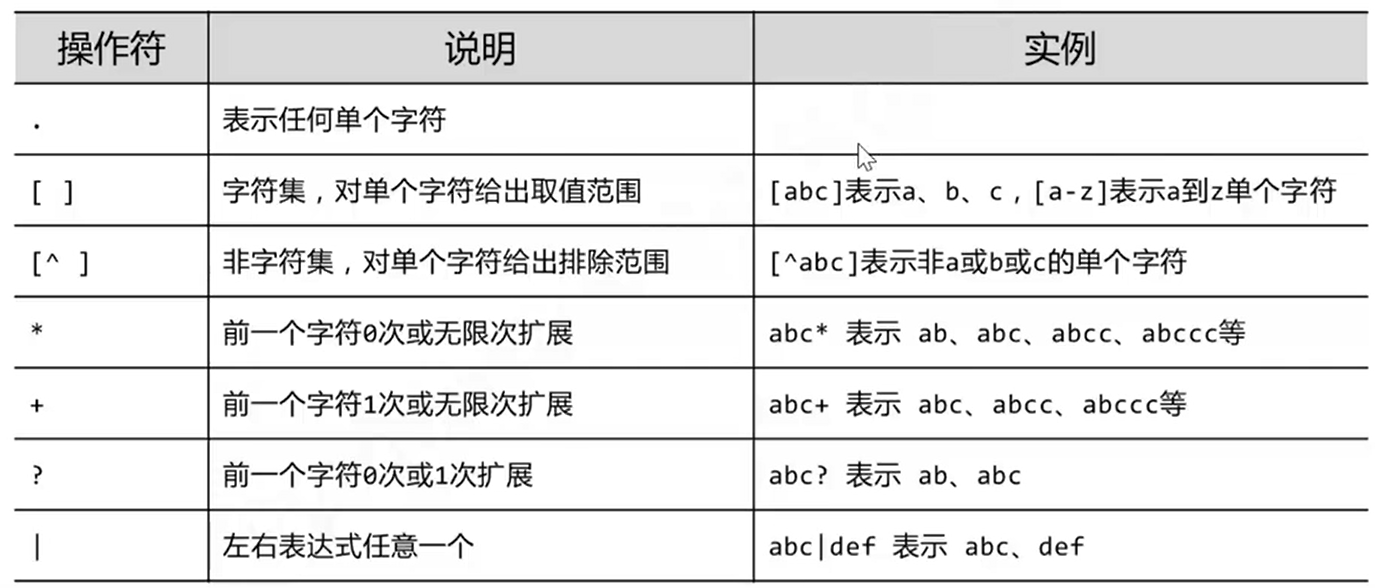 操作符 说明 实例
. 表示任何单个字符
[ ] 字符集，对单个字符给出取值范围 [abc]表示a、b、c，[a-z]表示a到z单个字符
[^ ] 非字符集，对单个字符给出排除范围 [^abc]表示非a或b或c的单个字符
* 前一个字符0次或无限次扩展 abc* 表示 ab、abc、abcc、abccc等
+ 前一个字符1次或无限次扩展 abc+ 表示 abc、abcc、abccc等
? 前一个字符0次或1次扩展 abc? 表示 ab、abc
| 左右表达式任意一个 abc|def 表示 abc、def